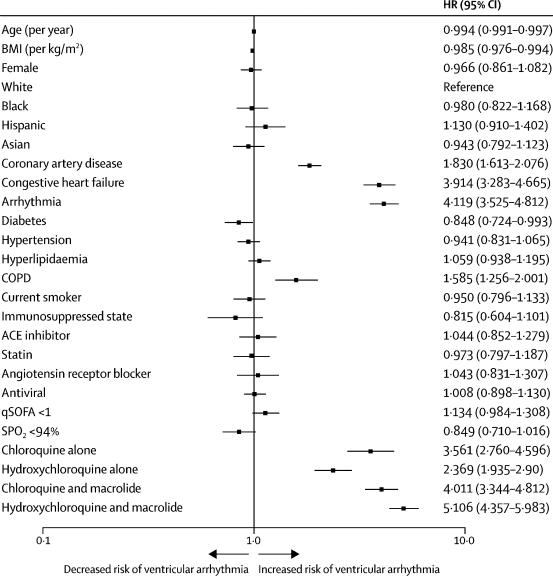 HR (95% CI)
Age (per year) 0·994 (0·991–0·997)
BMI (per kg/m²) 0·985 (0·976–0·994)
Female 0·966 (0·861–1·082)
White Reference
Black 0·980 (0·822–1·168)
Hispanic 1·130 (0·910–1·402)
Asian 0·943 (0·792–1·123)
Coronary artery disease 1·830 (1·613–2·076)
Congestive heart failure 3·914 (3·283–4·665)
Arrhythmia 4·119 (3·525–4·812)
Diabetes 0·848 (0·724–0·993)
Hypertension 0·941 (0·831–1·065)
Hyperlipidaemia 1·059 (0·938–1·195)
COPD 1·585 (1·256–2·001)
Current smoker 0·950 (0·796–1·133)
Immunosuppressed state 0·815 (0·604–1·101)
ACE inhibitor 1·044 (0·852–1·279)
Statin 0·973 (0·797–1·187)
Angiotensin receptor blocker 1·043 (0·831–1·307)
Antiviral 1·008 (0·898–1·130)
qSOFA <1 1·134 (0·984–1·308)
SPO₂ <94% 0·849 (0·710–1·016)
Chloroquine alone 3·561 (2·760–4·596)
Hydroxychloroquine alone 2·369 (1·935–2·90)
Chloroquine and macrolide 4·011 (3·344–4·812)
Hydroxychloroquine and macrolide 5·106 (4·357–5·983)
0·1 1·0 10·0
Decreased risk of ventricular arrhythmia Increased risk of ventricular arrhythmia